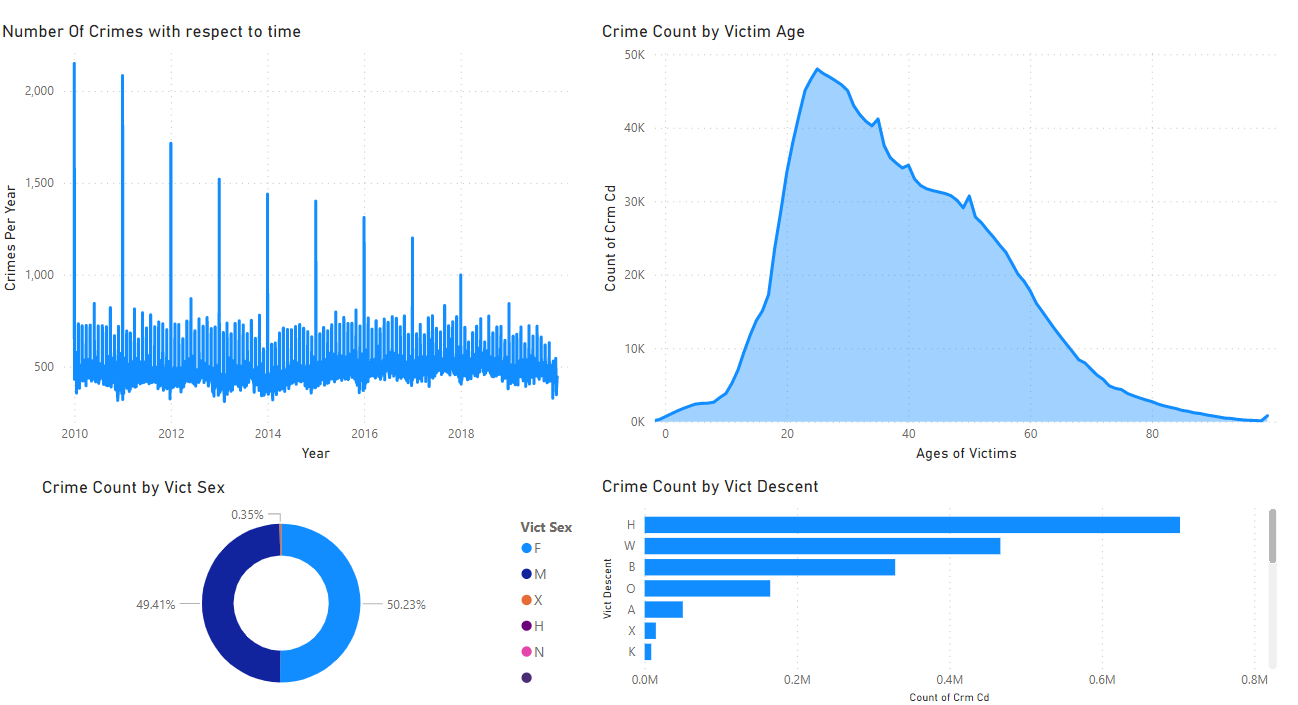 Number Of Crimes with respect to time
Crimes Per Year
2,000
1,500
1,000
500
2010 2012 2014 2016 2018
Year
Crime Count by Victim Age
Count of Crm Cd
50K
40K
30K
20K
10K
0K
0 20 40 60 80
Ages of Victims
Crime Count by Vict Sex
0.35%
49.41%
50.23%
Vict Sex
F
M
X
H
N
Crime Count by Vict Descent
Vict Descent
H
W
B
O
A
X
K
0.0M 0.2M 0.4M 0.6M 0.8M
Count of Crm Cd